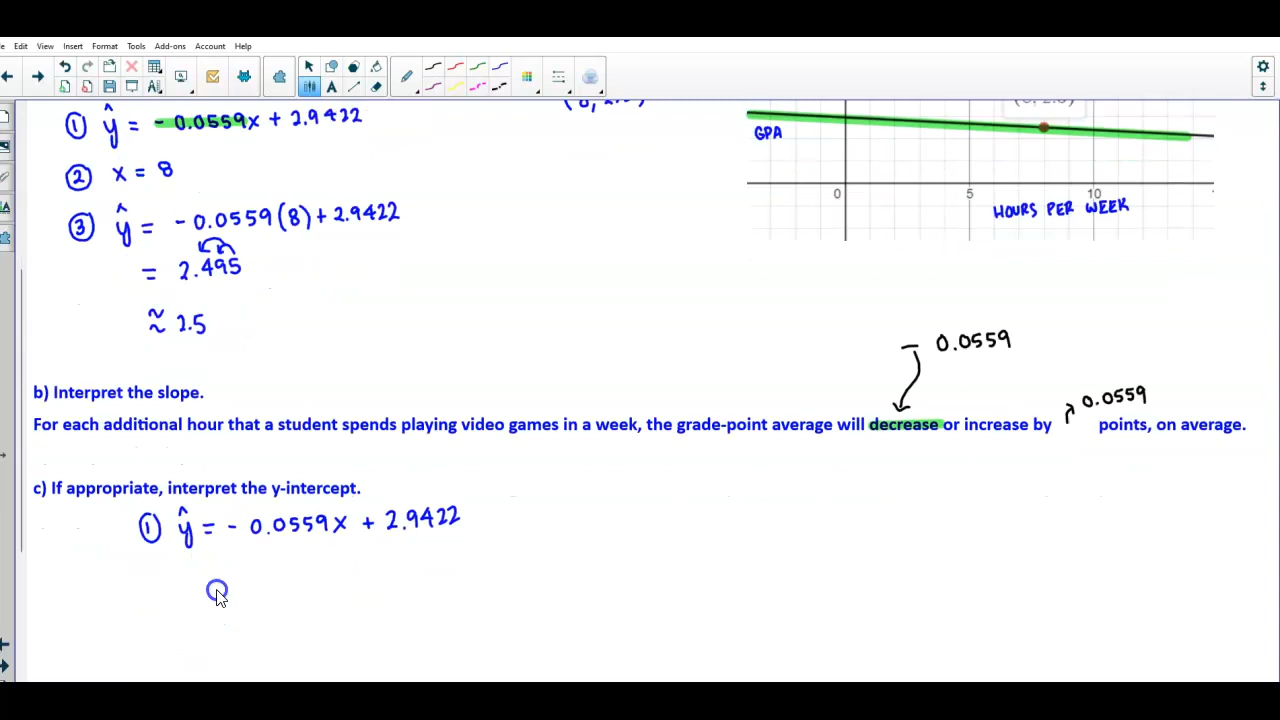 Edit View Insert Format Tools Add-ons Account Help
① ŷ = - 0.0559x + 2.9422
GPA
② x = 8
0 5 10
HOURS PER WEEK
③ ŷ = - 0.0559(8) + 2.9422
= 2.495
≈ 2.5
- 0.0559
b) Interpret the slope.
0.0559
For each additional hour that a student spends playing video games in a week, the grade-point average will decrease or increase by points, on average.
c) If appropriate, interpret the y-intercept.
① ŷ = - 0.0559x + 2.9422